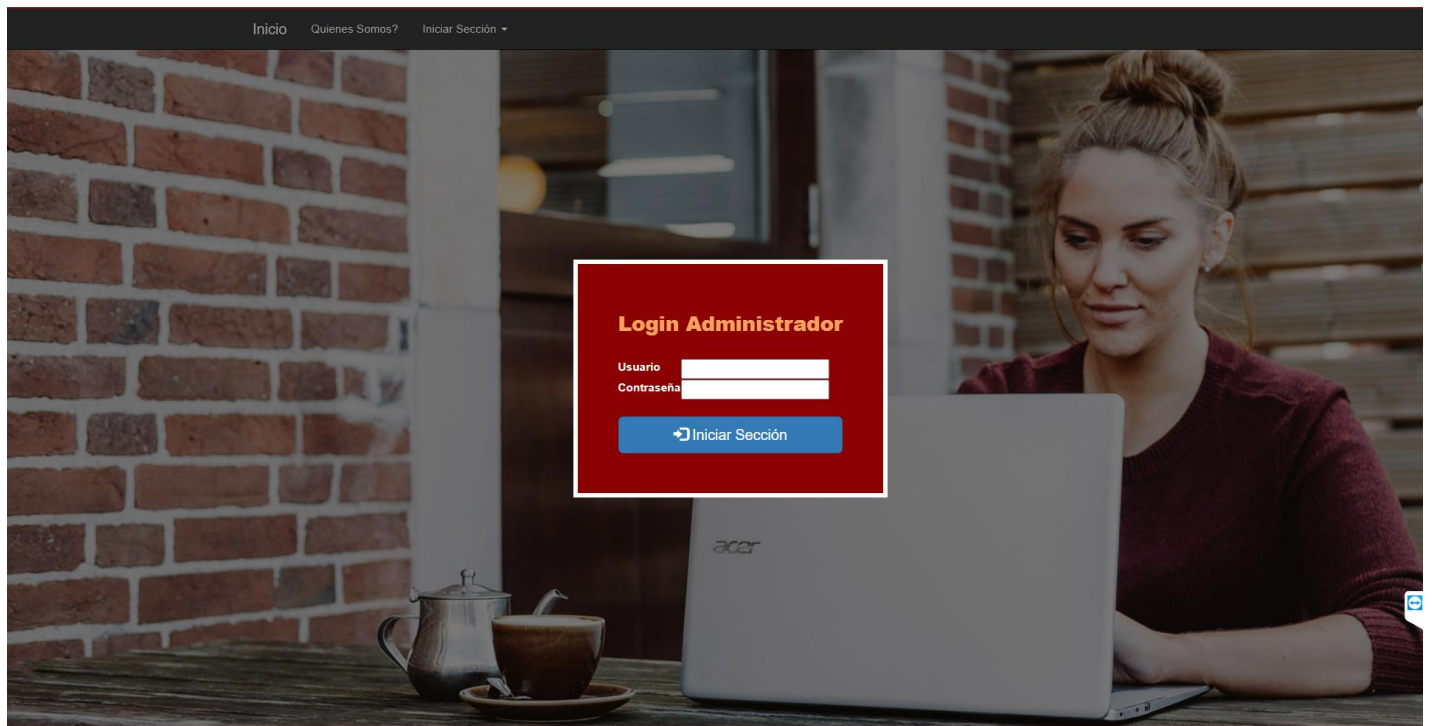 Inicio Quienes Somos? Iniciar Sección
Login Administrador
Usuario
Contraseña
Iniciar Sección
acer